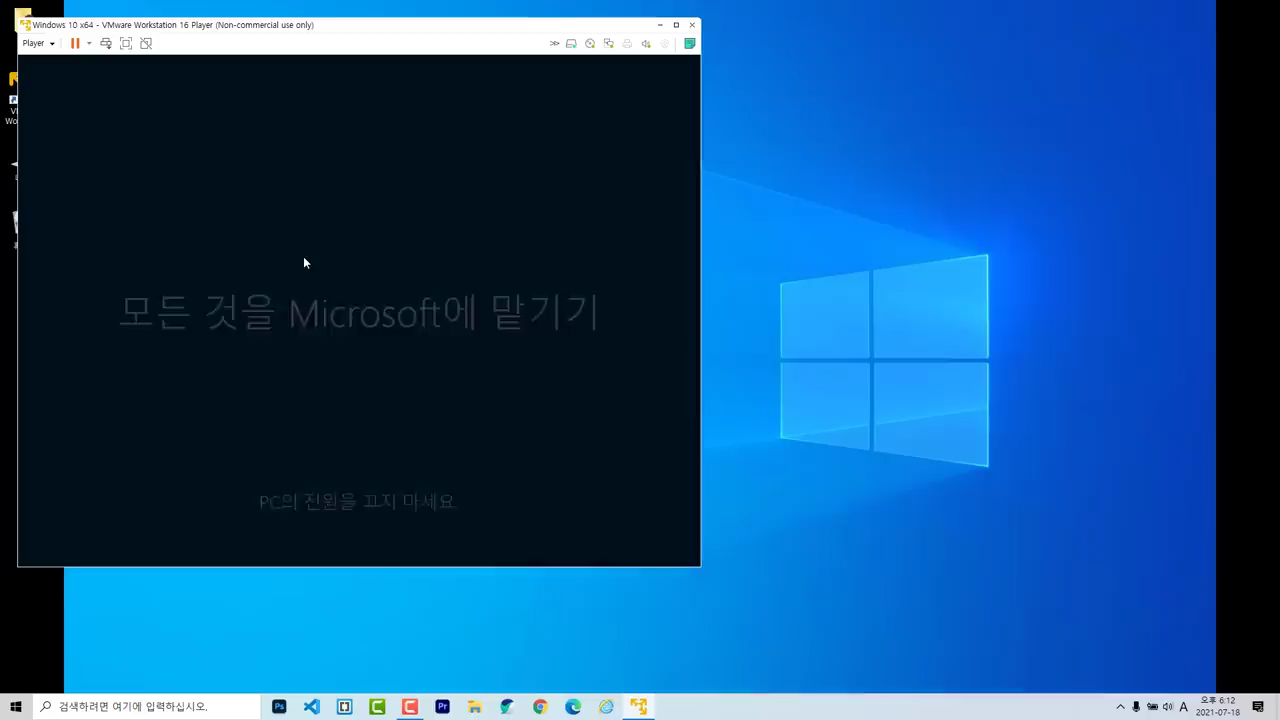 Windows 10 x64 - VMware Workstation 16 Player (Non-commercial use only)
Player
모든 것을 Microsoft에 맡기기
PC의 전원을 끄지 마세요.
검색하려면 여기에 입력하십시오.
Ps
Pr
A
오후 6:12
2021-07-18